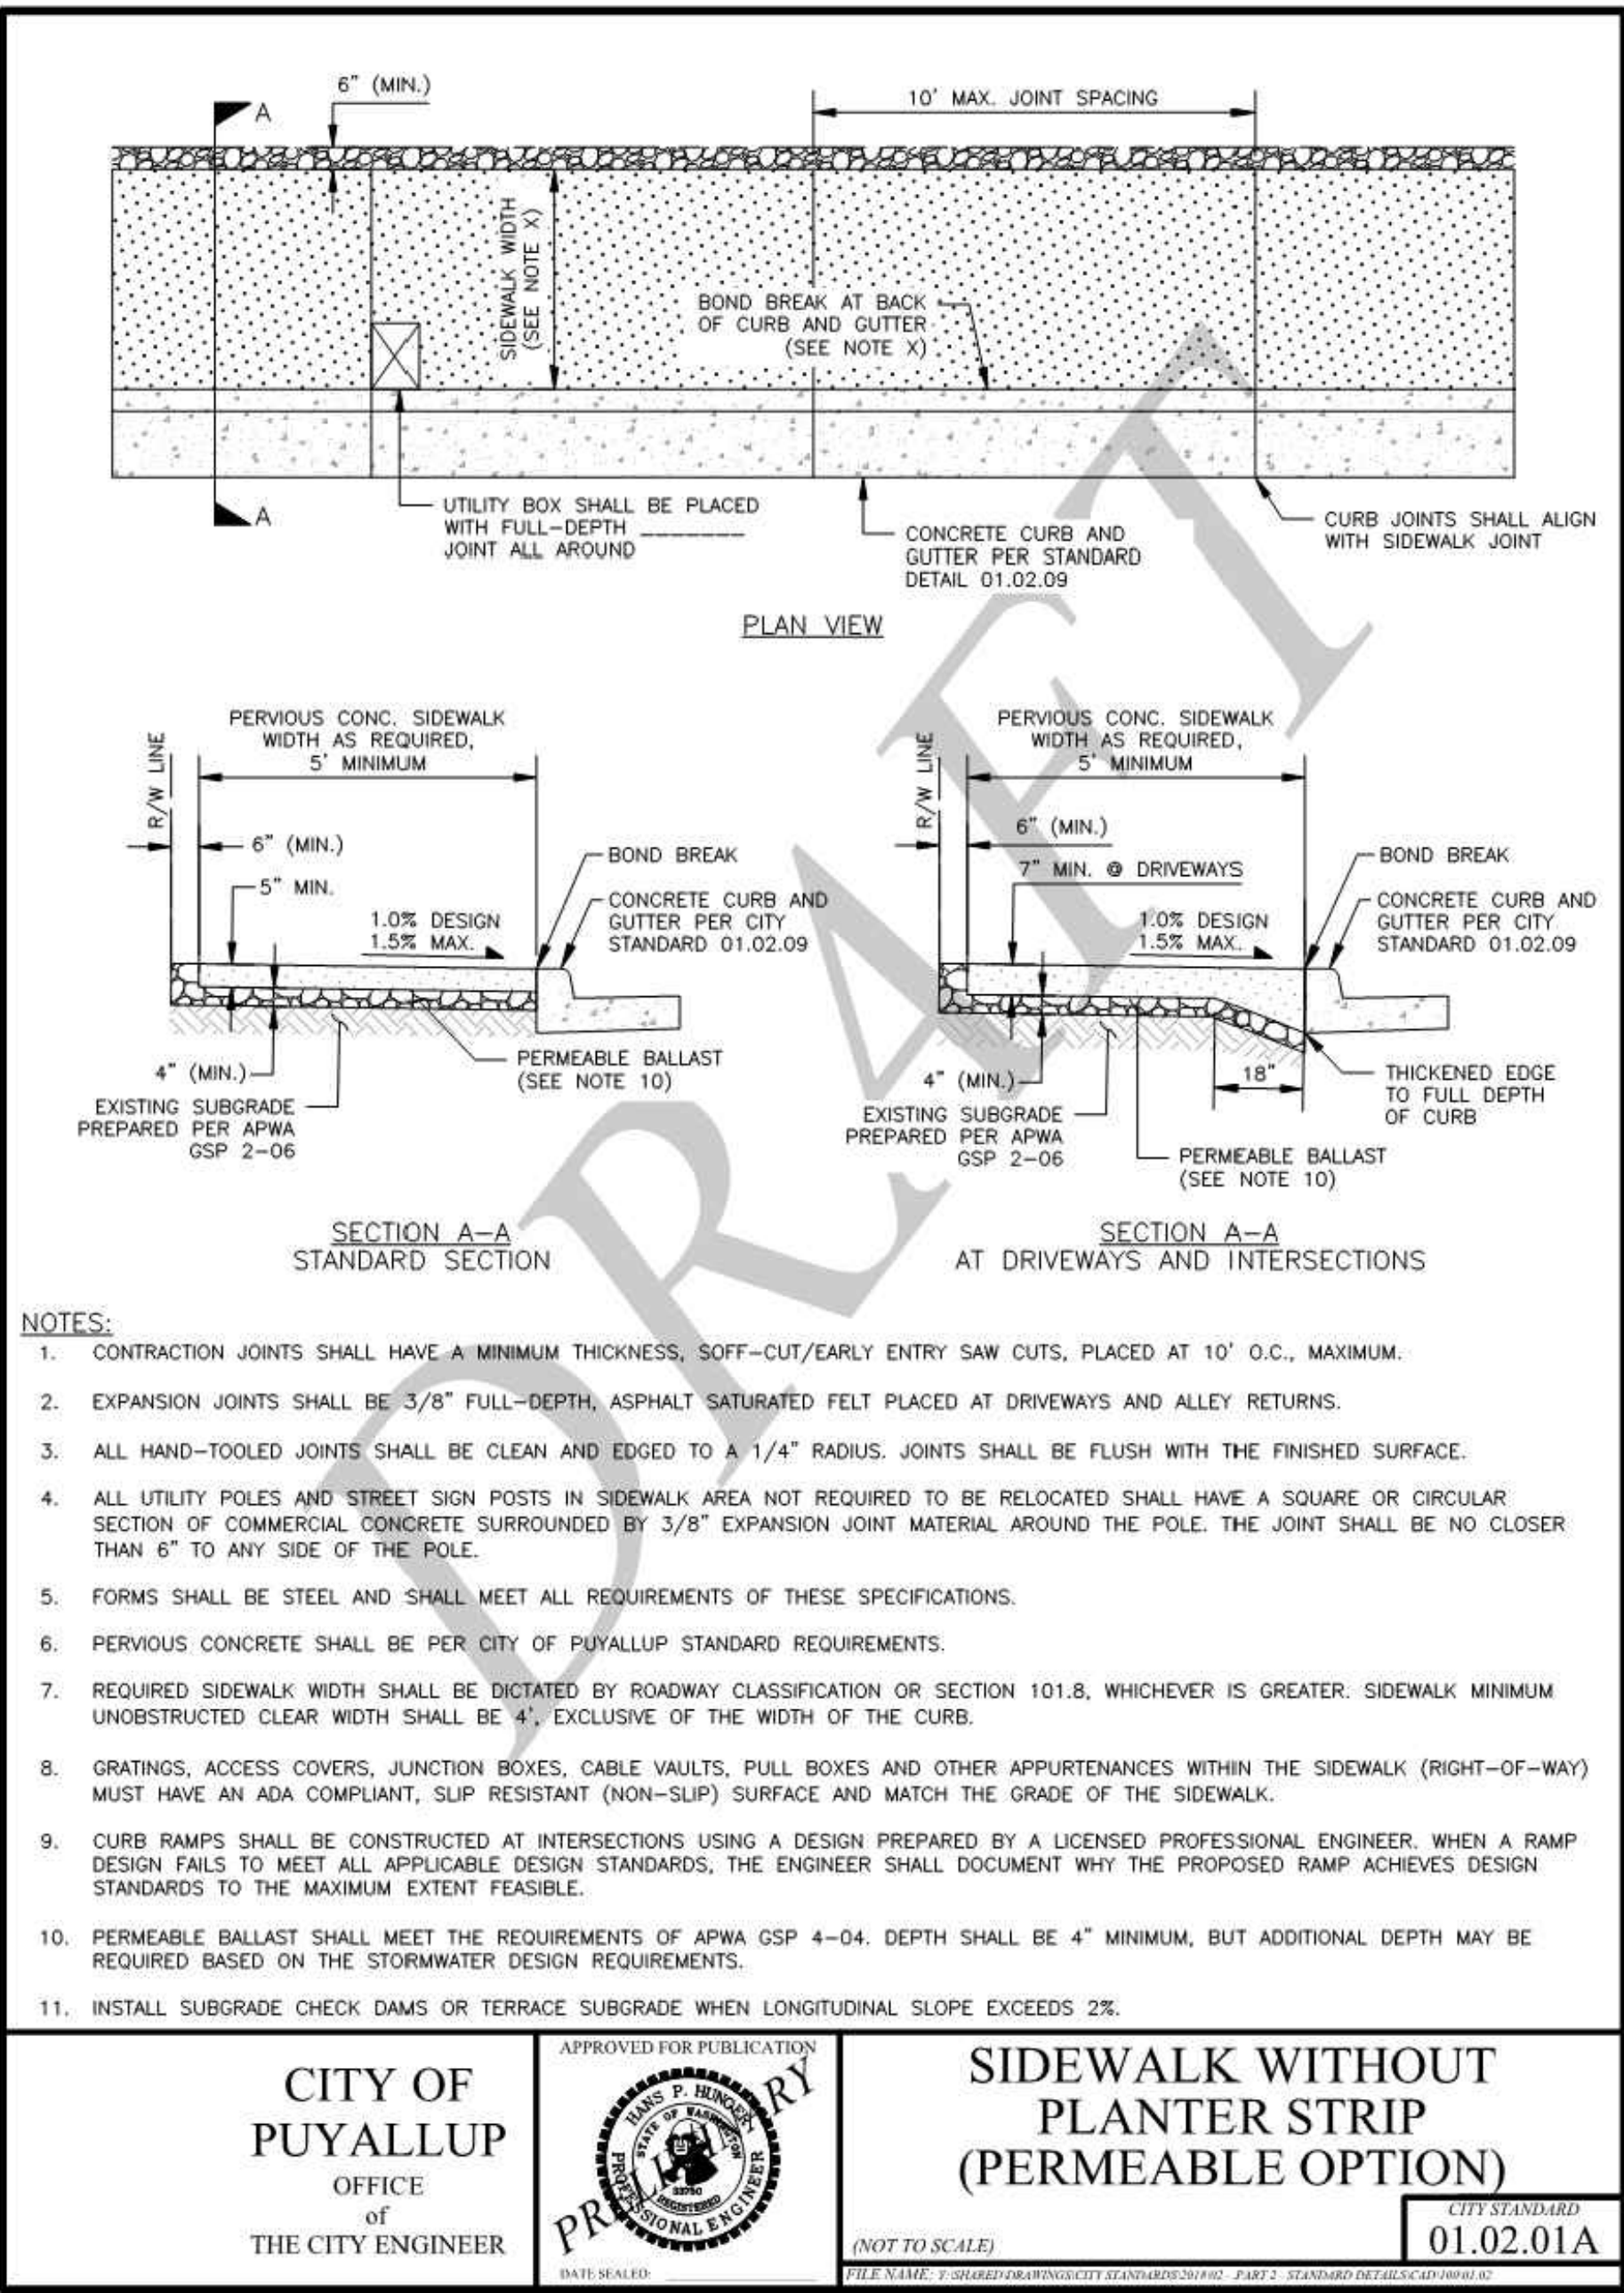 6" (MIN.)
A
10' MAX. JOINT SPACING
SIDEWALK WIDTH
(SEE NOTE X)
BOND BREAK AT BACK
OF CURB AND GUTTER
(SEE NOTE X)
A
UTILITY BOX SHALL BE PLACED
WITH FULL-DEPTH _______
JOINT ALL AROUND
CONCRETE CURB AND
GUTTER PER STANDARD
DETAIL 01.02.09
CURB JOINTS SHALL ALIGN
WITH SIDEWALK JOINT
PLAN VIEW
DRAFT
PERVIOUS CONC. SIDEWALK
WIDTH AS REQUIRED,
5' MINIMUM
R/W LINE
6" (MIN.)
5" MIN.
1.0% DESIGN
1.5% MAX.
BOND BREAK
CONCRETE CURB AND
GUTTER PER CITY
STANDARD 01.02.09
4" (MIN.)
EXISTING SUBGRADE
PREPARED PER APWA
GSP 2-06
PERMEABLE BALLAST
(SEE NOTE 10)
SECTION A-A
STANDARD SECTION
PERVIOUS CONC. SIDEWALK
WIDTH AS REQUIRED,
5' MINIMUM
R/W LINE
6" (MIN.)
7" MIN. @ DRIVEWAYS
1.0% DESIGN
1.5% MAX.
BOND BREAK
CONCRETE CURB AND
GUTTER PER CITY
STANDARD 01.02.09
4" (MIN.)
18"
THICKENED EDGE
TO FULL DEPTH
OF CURB
EXISTING SUBGRADE
PREPARED PER APWA
GSP 2-06
PERMEABLE BALLAST
(SEE NOTE 10)
SECTION A-A
AT DRIVEWAYS AND INTERSECTIONS
NOTES:
1. CONTRACTION JOINTS SHALL HAVE A MINIMUM THICKNESS, SOFF-CUT/EARLY ENTRY SAW CUTS, PLACED AT 10' O.C., MAXIMUM.
2. EXPANSION JOINTS SHALL BE 3/8" FULL-DEPTH, ASPHALT SATURATED FELT PLACED AT DRIVEWAYS AND ALLEY RETURNS.
3. ALL HAND-TOOLED JOINTS SHALL BE CLEAN AND EDGED TO A 1/4" RADIUS. JOINTS SHALL BE FLUSH WITH THE FINISHED SURFACE.
4. ALL UTILITY POLES AND STREET SIGN POSTS IN SIDEWALK AREA NOT REQUIRED TO BE RELOCATED SHALL HAVE A SQUARE OR CIRCULAR
SECTION OF COMMERCIAL CONCRETE SURROUNDED BY 3/8" EXPANSION JOINT MATERIAL AROUND THE POLE. THE JOINT SHALL BE NO CLOSER
THAN 6" TO ANY SIDE OF THE POLE.
5. FORMS SHALL BE STEEL AND SHALL MEET ALL REQUIREMENTS OF THESE SPECIFICATIONS.
6. PERVIOUS CONCRETE SHALL BE PER CITY OF PUYALLUP STANDARD REQUIREMENTS.
7. REQUIRED SIDEWALK WIDTH SHALL BE DICTATED BY ROADWAY CLASSIFICATION OR SECTION 101.8, WHICHEVER IS GREATER. SIDEWALK MINIMUM
UNOBSTRUCTED CLEAR WIDTH SHALL BE 4', EXCLUSIVE OF THE WIDTH OF THE CURB.
8. GRATINGS, ACCESS COVERS, JUNCTION BOXES, CABLE VAULTS, PULL BOXES AND OTHER APPURTENANCES WITHIN THE SIDEWALK (RIGHT-OF-WAY)
MUST HAVE AN ADA COMPLIANT, SLIP RESISTANT (NON-SLIP) SURFACE AND MATCH THE GRADE OF THE SIDEWALK.
9. CURB RAMPS SHALL BE CONSTRUCTED AT INTERSECTIONS USING A DESIGN PREPARED BY A LICENSED PROFESSIONAL ENGINEER. WHEN A RAMP
DESIGN FAILS TO MEET ALL APPLICABLE DESIGN STANDARDS, THE ENGINEER SHALL DOCUMENT WHY THE PROPOSED RAMP ACHIEVES DESIGN
STANDARDS TO THE MAXIMUM EXTENT FEASIBLE.
10. PERMEABLE BALLAST SHALL MEET THE REQUIREMENTS OF APWA GSP 4-04. DEPTH SHALL BE 4" MINIMUM, BUT ADDITIONAL DEPTH MAY BE
REQUIRED BASED ON THE STORMWATER DESIGN REQUIREMENTS.
11. INSTALL SUBGRADE CHECK DAMS OR TERRACE SUBGRADE WHEN LONGITUDINAL SLOPE EXCEEDS 2%.
CITY OF
PUYALLUP
OFFICE
of
THE CITY ENGINEER
APPROVED FOR PUBLICATION
HANS P. HUNGER
STATE OF WASHINGTON
REGISTERED
PROFESSIONAL ENGINEER
PRELIMINARY
DATE SEALED:
SIDEWALK WITHOUT
PLANTER STRIP
(PERMEABLE OPTION)
(NOT TO SCALE)
CITY STANDARD
01.02.01A
FILE NAME: Y:\SHARED\DRAWINGS\CITY STANDARDS\2018\02 - PART 2 - STANDARD DETAILS\CAD\100\01.02